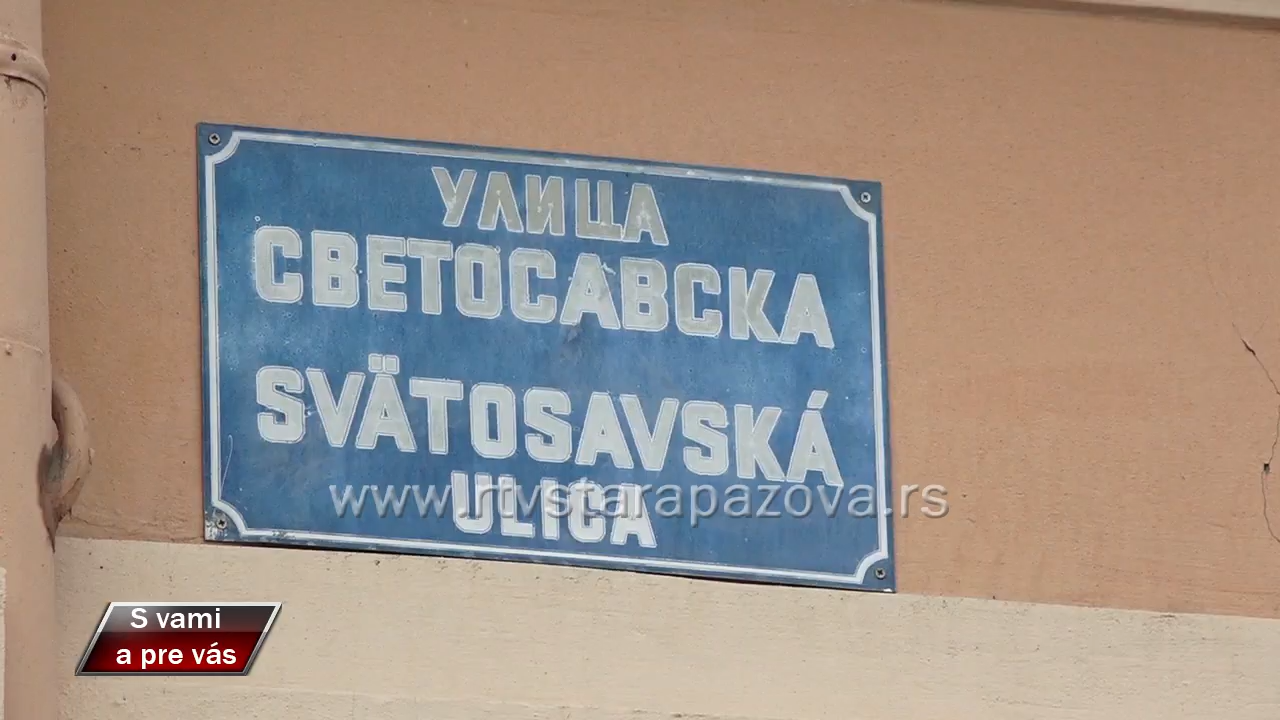 УЛИЦА
СВЕТОСАВСКА
SVÄTOSAVSKÁ
ULICA
www.rtvstarapazova.rs
S vami
a pre vás